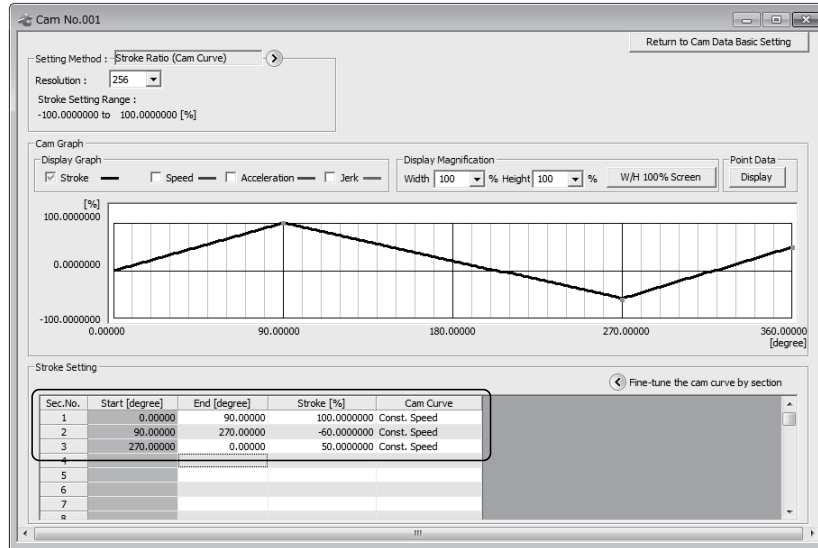 Cam No.001
Return to Cam Data Basic Setting
Setting Method : Stroke Ratio (Cam Curve)
Resolution : 256
Stroke Setting Range :
-100.0000000 to 100.0000000 [%]
Cam Graph
Display Graph
Stroke Speed Acceleration Jerk
Display Magnification
Width 100 % Height 100 % W/H 100% Screen
Point Data
Display
[%]
100.0000000
0.0000000
-100.0000000
0.00000 90.00000 180.00000 270.00000 360.00000
[degree]
Stroke Setting
Fine-tune the cam curve by section
Sec.No. Start [degree] End [degree] Stroke [%] Cam Curve
1 0.00000 90.00000 100.0000000 Const. Speed
2 90.00000 270.00000 -60.0000000 Const. Speed
3 270.00000 0.00000 50.0000000 Const. Speed
4
5
6
7
8